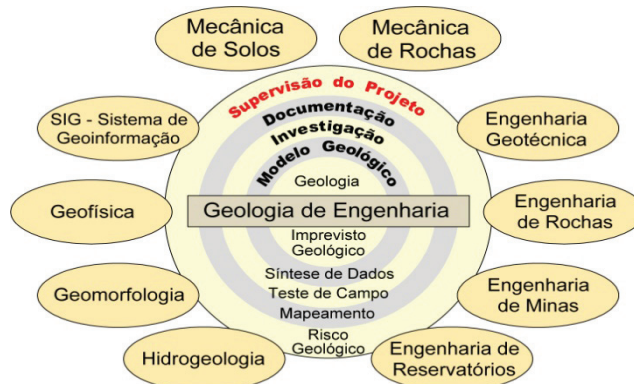 Mecânica
de Solos
Mecânica
de Rochas
SIG - Sistema de
Geoinformação
Engenharia
Geotécnica
Geofísica
Engenharia
de Rochas
Geomorfologia
Engenharia
de Minas
Hidrogeologia
Engenharia de
Reservatórios
Supervisão do Projeto
Documentação
Investigação
Modelo Geológico
Geologia
Geologia de Engenharia
Imprevisto
Geológico
Síntese de Dados
Teste de Campo
Mapeamento
Risco
Geológico